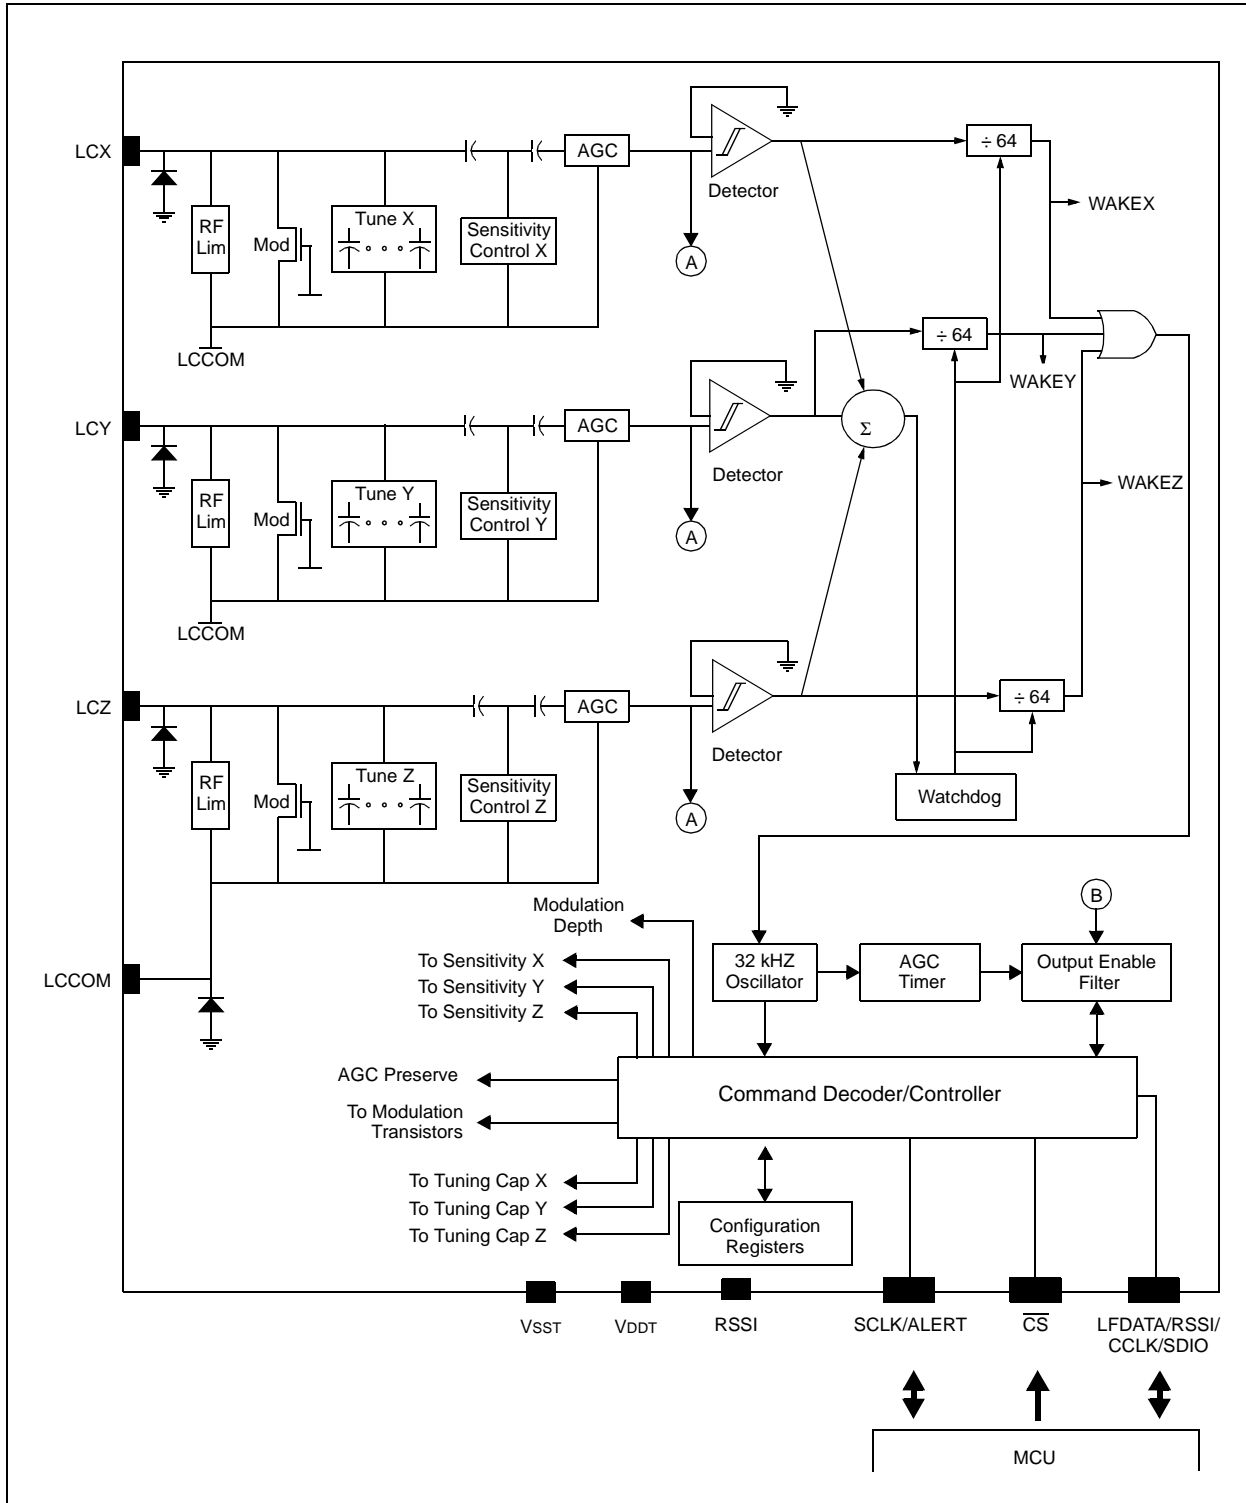 LCX
RF
Lim
Mod
Tune X
Sensitivity
Control X
AGC
Detector
A
÷ 64
WAKEX
LCCOM
LCY
RF
Lim
Mod
Tune Y
Sensitivity
Control Y
AGC
Detector
A
Σ
÷ 64
WAKEY
WAKEZ
LCCOM
LCZ
RF
Lim
Mod
Tune Z
Sensitivity
Control Z
AGC
Detector
A
÷ 64
Watchdog
LCCOM
Modulation
Depth
To Sensitivity X
To Sensitivity Y
To Sensitivity Z
AGC Preserve
To Modulation
Transistors
To Tuning Cap X
To Tuning Cap Y
To Tuning Cap Z
B
32 kHZ
Oscillator
AGC
Timer
Output Enable
Filter
Command Decoder/Controller
Configuration
Registers
VSST
VDDT
RSSI
SCLK/ALERT
CS
LFDATA/RSSI/
CCLK/SDIO
MCU